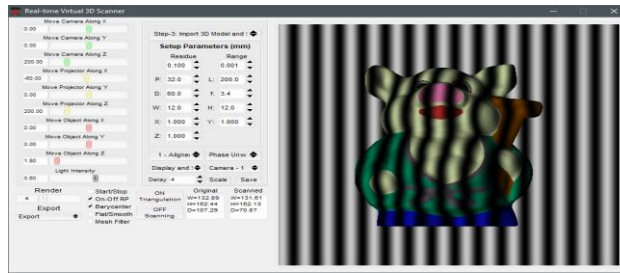 Real-time Virtual 3D Scanner
Move Camera Along X
0.00
Move Camera Along Y
0.00
Move Camera Along Z
200.00
Move Projector Along X
-60.00
Move Projector Along Y
0.00
Move Projector Along Z
200.00
Move Object Along X
0.00
Move Object Along Y
0.00
Move Object Along Z
1.80
Light Intensity
0.60
Step-3: Import 3D Model and
Setup Parameters (mm)
Residue Range
0.100 0.001
P: 32.0 L: 200.0
D: 60.0 f: 3.4
W: 12.0 H: 12.0
X: 1.000 Y: 1.000
Z: 1.000
1 - Aligner Phase Unw
Display and Camera - 1
Delay 4 Scale Save
Render
4
Export
Export
Start/Stop
On-Off RP
Barycenter
Flat/Smooth
Mesh Filter
ON
Triangulation
OFF
Scanning
Original
W=132.89
H=162.44
D=107.29
Scanned
W=131.61
H=162.13
D=70.87